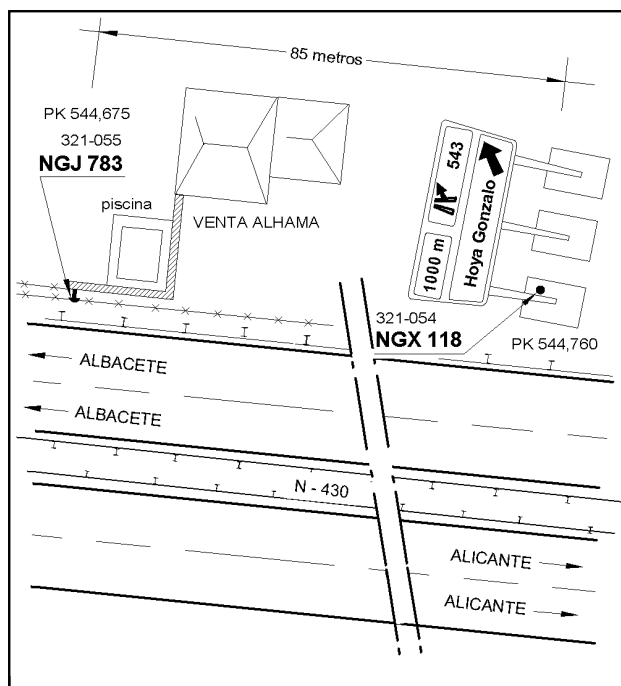 85 metros
PK 544,675
321-055
NGJ 783
piscina
VENTA ALHAMA
543
1000 m
Hoya Gonzalo
321-054
NGX 118
PK 544,760
ALBACETE
ALBACETE
N - 430
ALICANTE
ALICANTE